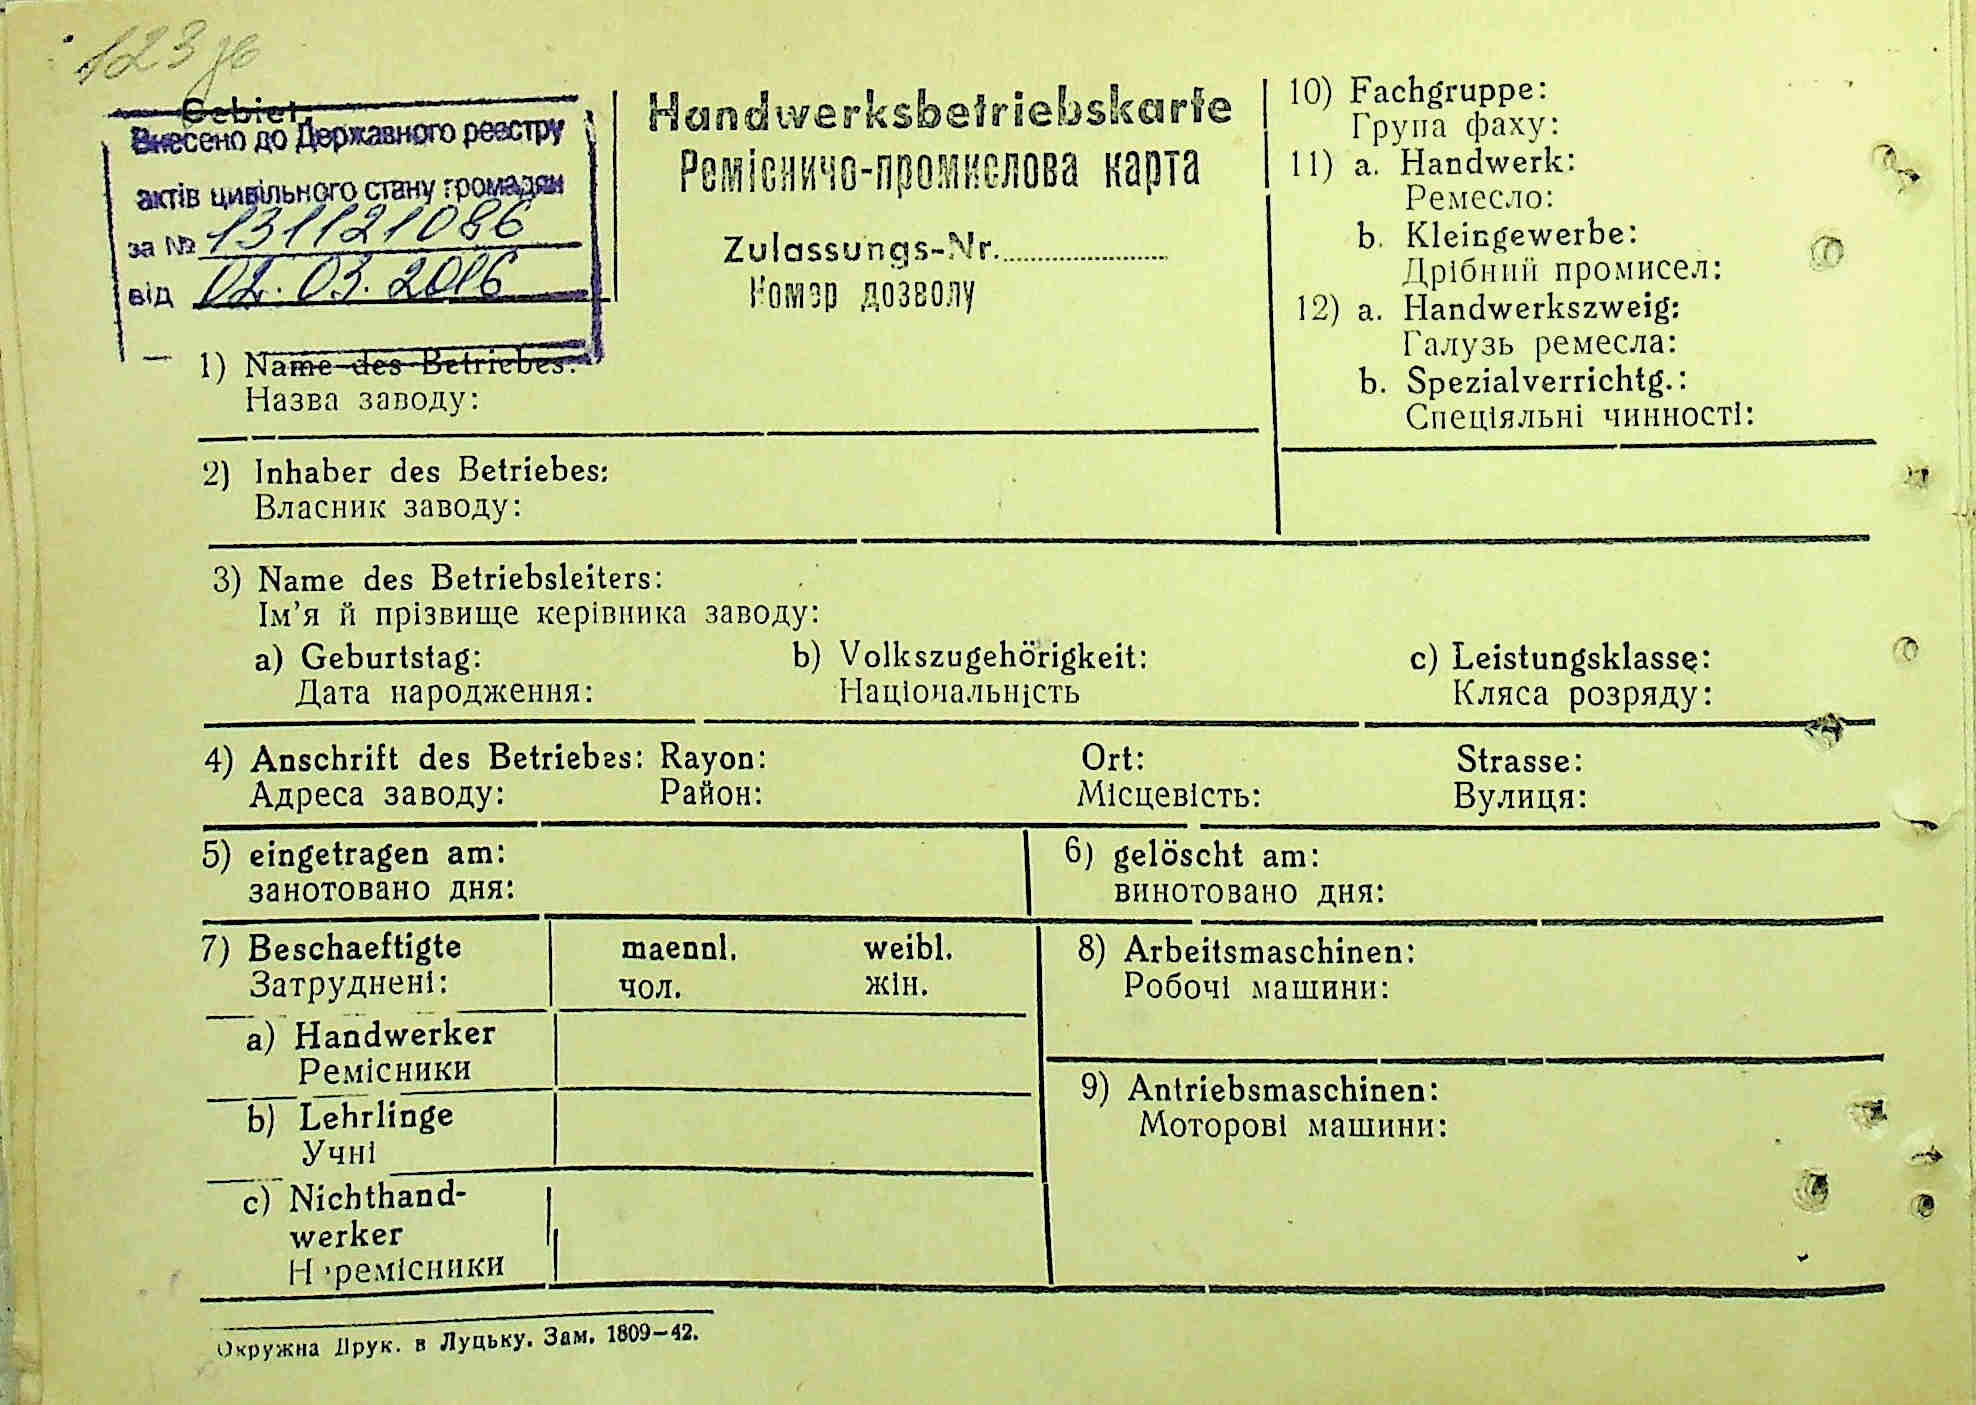 123
Gebiet
Внесено до Державного реєстру
актів цивільного стану громадян
за № 131121086
від 02.03.2016
Handwerksbetriebskarte
Ремісничо-промислова карта
Zulassungs-Nr.
Номэр дозволу
10) Fachgruppe:
Група фаху:
11) a. Handwerk:
Ремесло:
b. Kleingewerbe:
Дрібний промисел:
12) a. Handwerkszweig:
Галузь ремесла:
b. Spezialverrichtg.:
Спеціяльні чинності:
1) Name des Betriebes:
Назва заводу:
2) Inhaber des Betriebes:
Власник заводу:
3) Name des Betriebsleiters:
Ім'я й прізвище керівника заводу:
a) Geburtstag: b) Volkszugehörigkeit: c) Leistungsklasse:
Дата народження: Національність Кляса розряду:
4) Anschrift des Betriebes: Rayon: Ort: Strasse:
Адреса заводу: Район: Місцевість: Вулиця:
5) eingetragen am: 6) gelöscht am:
занотовано дня: винотовано дня:
7) Beschaeftigte maennl. weibl.
Затруднені: чол. жін.
a) Handwerker
Ремісники
b) Lehrlinge
Учні
c) Nichthand-
werker
Н ремісники
8) Arbeitsmaschinen:
Робочі машини:
9) Antriebsmaschinen:
Моторові машини:
Окружна Друк. в Луцьку. Зам. 1809—42.